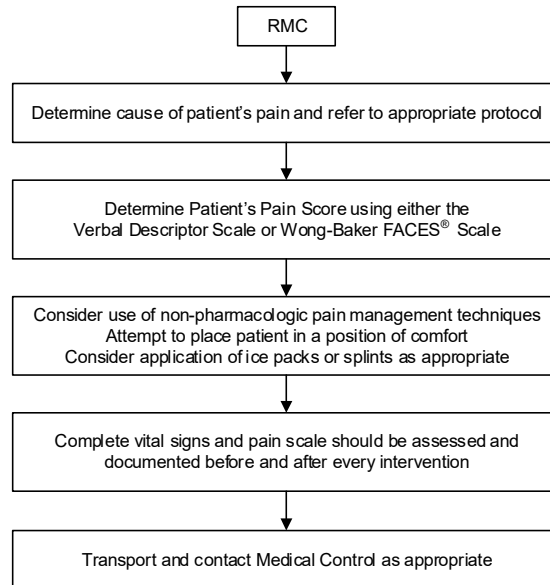 RMC
Determine cause of patient's pain and refer to appropriate protocol
Determine Patient's Pain Score using either the
Verbal Descriptor Scale or Wong-Baker FACES® Scale
Consider use of non-pharmacologic pain management techniques
Attempt to place patient in a position of comfort
Consider application of ice packs or splints as appropriate
Complete vital signs and pain scale should be assessed and
documented before and after every intervention
Transport and contact Medical Control as appropriate